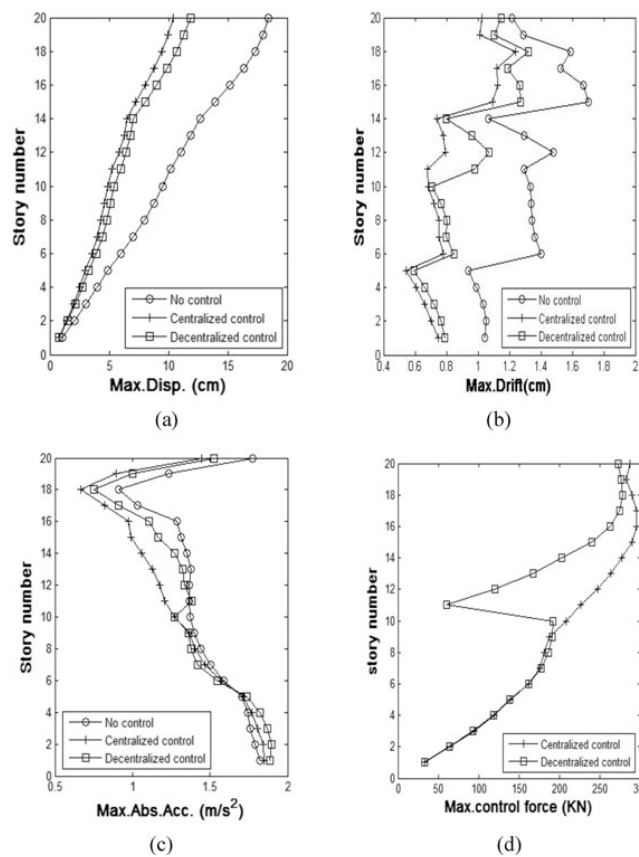 20
18
16
14
12
10
8
6
4
2
0
Story number
No control
Centralized control
Decentralized control
0 5 10 15 20
Max.Disp. (cm)
(a)
20
18
16
14
12
10
8
6
4
2
0
Story number
No control
Centralized control
Decentralized control
0.4 0.6 0.8 1 1.2 1.4 1.6 1.8 2
Max.Drift(cm)
(b)
20
18
16
14
12
10
8
6
4
2
0
Story number
No control
Centralized control
Decentralized control
0.5 1 1.5 2
Max.Abs.Acc. (m/s²)
(c)
20
18
16
14
12
10
8
6
4
2
0
story number
Centralized control
Decentralized control
0 50 100 150 200 250
Max.control force (KN)
(d)